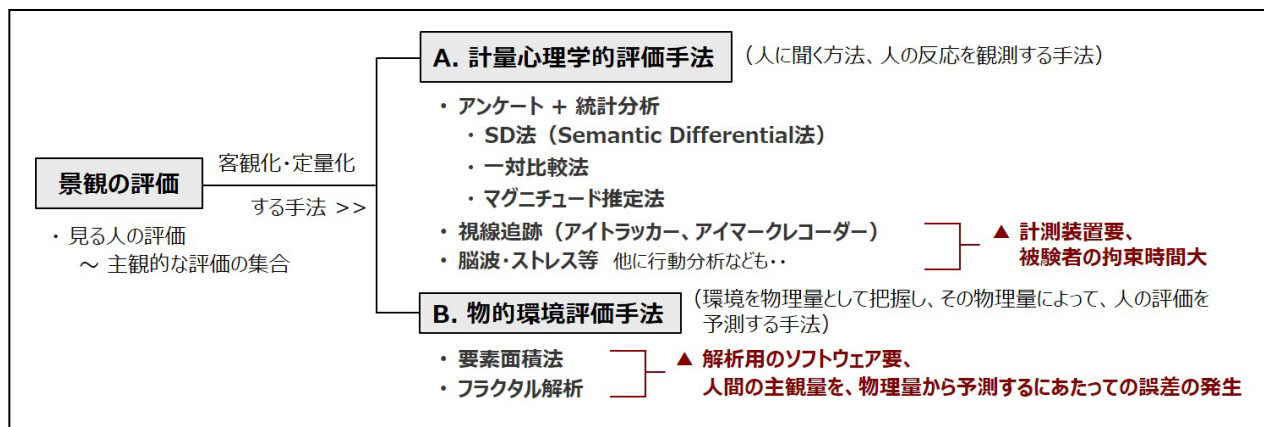 A. 計量心理学的評価手法 （人に聞く方法、人の反応を観測する手法）
・ アンケート + 統計分析
・ SD法（Semantic Differential法）
・ 一対比較法
・ マグニチュード推定法
・ 視線追跡（アイトラッカー、アイマークレコーダー）
・ 脳波・ストレス等 他に行動分析なども・・
▲ 計測装置要、
被験者の拘束時間大
景観の評価
客観化・定量化
する手法 >>
・ 見る人の評価
～ 主観的な評価の集合
B. 物的環境評価手法 （環境を物理量として把握し、その物理量によって、人の評価を
予測する手法）
・ 要素面積法
・ フラクタル解析
▲ 解析用のソフトウェア要、
人間の主観量を、物理量から予測するにあたっての誤差の発生